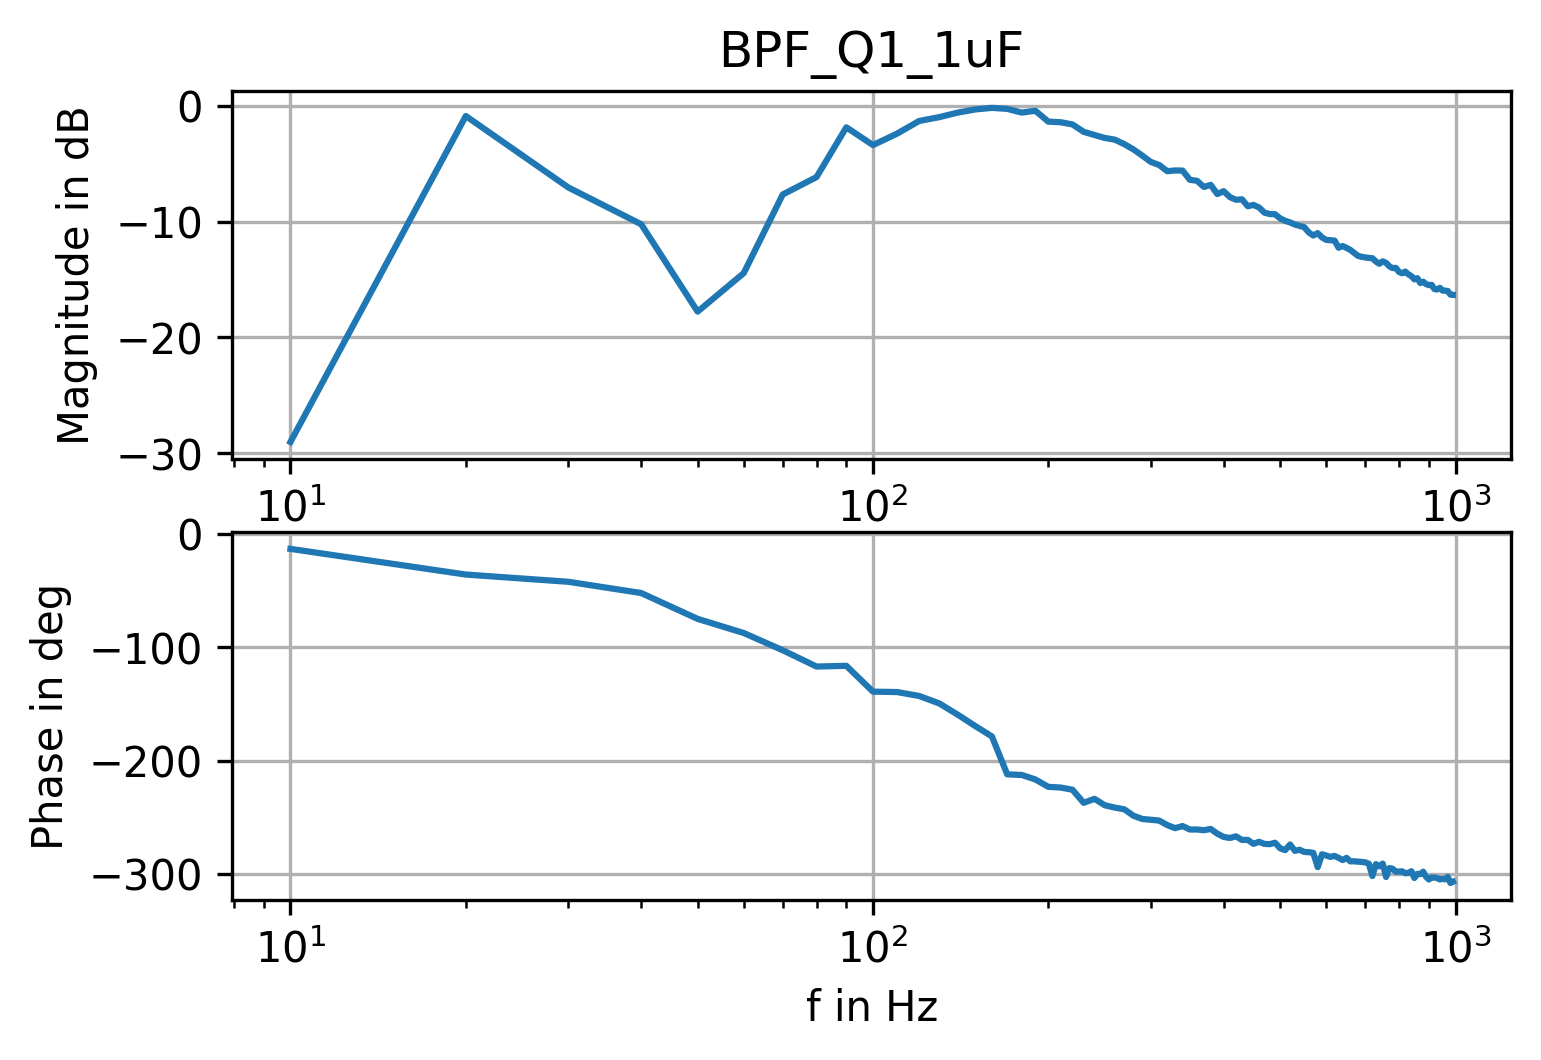 BPF_Q1_1uF
Magnitude in dB
0
−10
−20
−30
10¹ 10² 10³
Phase in deg
0
−100
−200
−300
10¹ 10² 10³
f in Hz